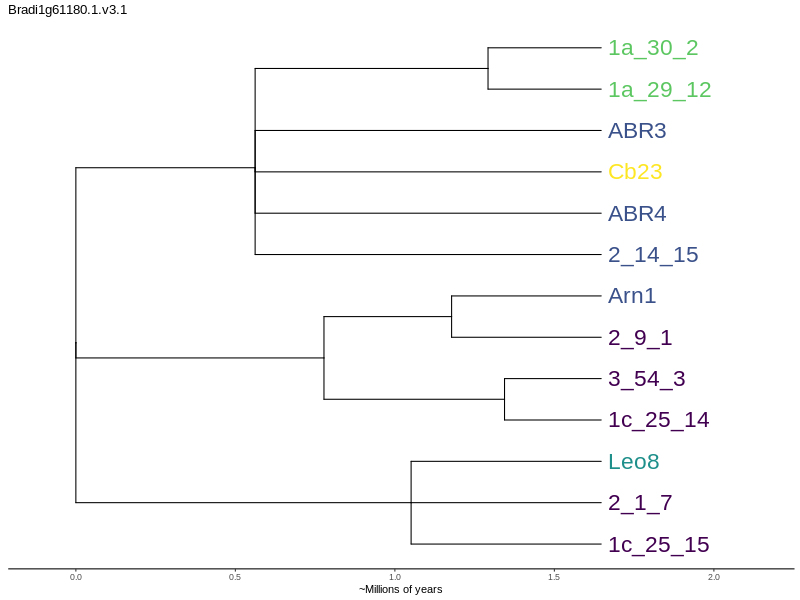 Bradi1g61180.1.v3.1
1a_30_2
1a_29_12
ABR3
Cb23
ABR4
2_14_15
Arn1
2_9_1
3_54_3
1c_25_14
Leo8
2_1_7
1c_25_15
0.0 0.5 1.0 1.5 2.0
~Millions of years